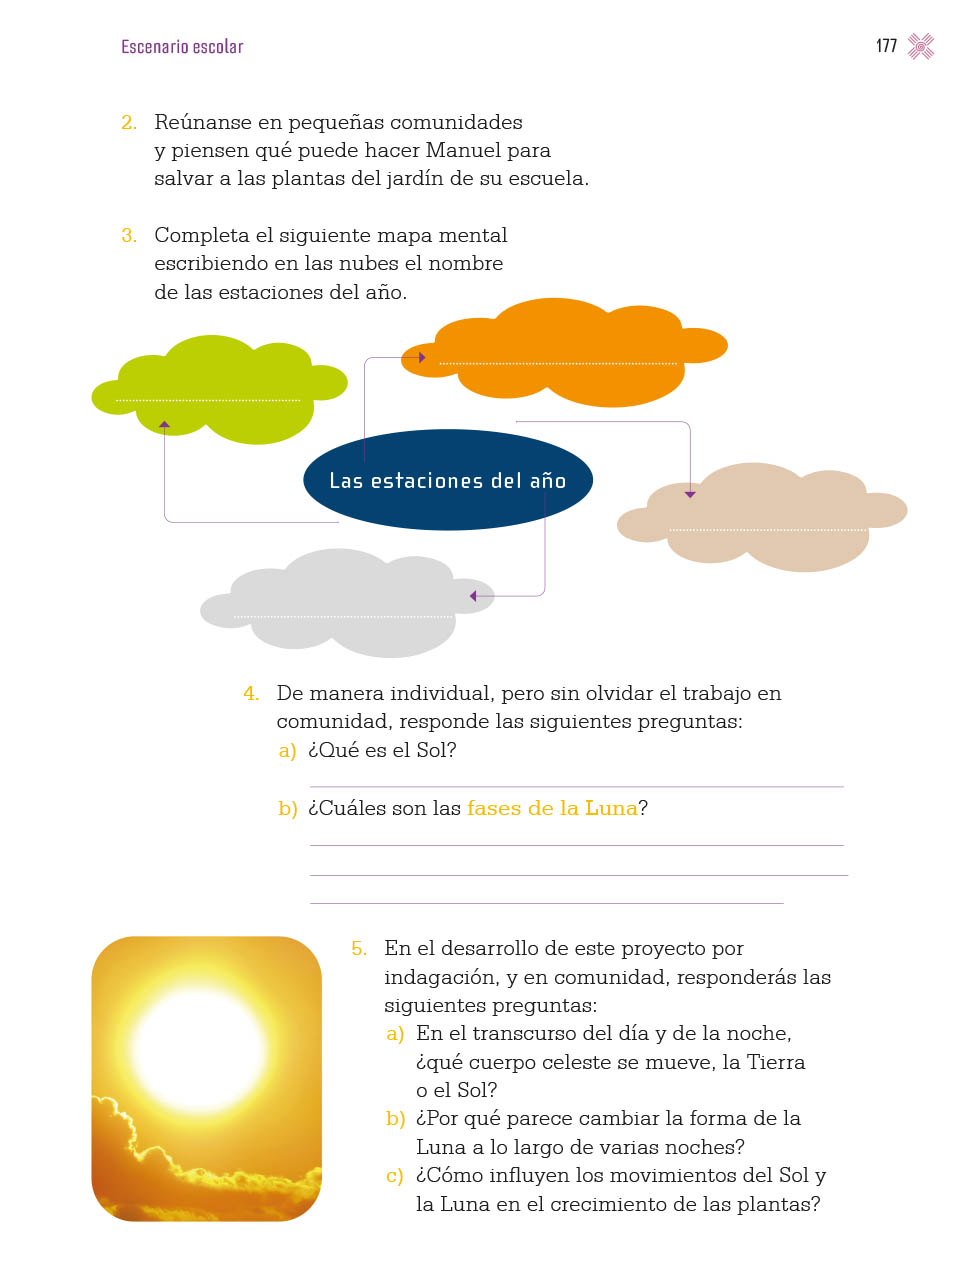 Escenario escolar
177
2. Reúnanse en pequeñas comunidades
y piensen qué puede hacer Manuel para
salvar a las plantas del jardín de su escuela.
3. Completa el siguiente mapa mental
escribiendo en las nubes el nombre
de las estaciones del año.
Las estaciones del año
4. De manera individual, pero sin olvidar el trabajo en
comunidad, responde las siguientes preguntas:
a) ¿Qué es el Sol?
b) ¿Cuáles son las fases de la Luna?
5. En el desarrollo de este proyecto por
indagación, y en comunidad, responderás las
siguientes preguntas:
a) En el transcurso del día y de la noche,
¿qué cuerpo celeste se mueve, la Tierra
o el Sol?
b) ¿Por qué parece cambiar la forma de la
Luna a lo largo de varias noches?
c) ¿Cómo influyen los movimientos del Sol y
la Luna en el crecimiento de las plantas?